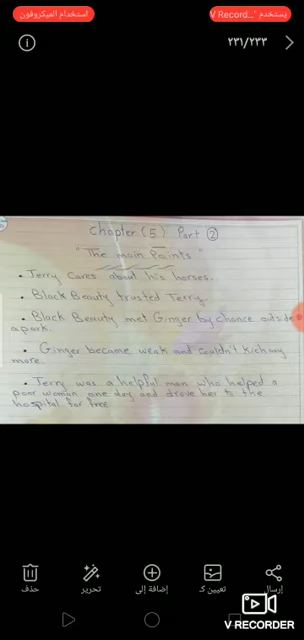 استخدام الميكروفون
يستخدم "V Record...
٢٣١/٢٣٣
Chapter (5) Part 2
"The main Points"
• Jerry Cares about his horses.
• Black Beauty trusted Jerry.
• Black Beauty met Ginger by chance outside
a park.
• Ginger became weak and couldn't kick any
more.
• Jerry was a helpful man who helped a
poor woman one day and drove her to the
hospital for free.
حذف
تحرير
إضافة إلى
تعيين كـ
إرسال
V RECORDER